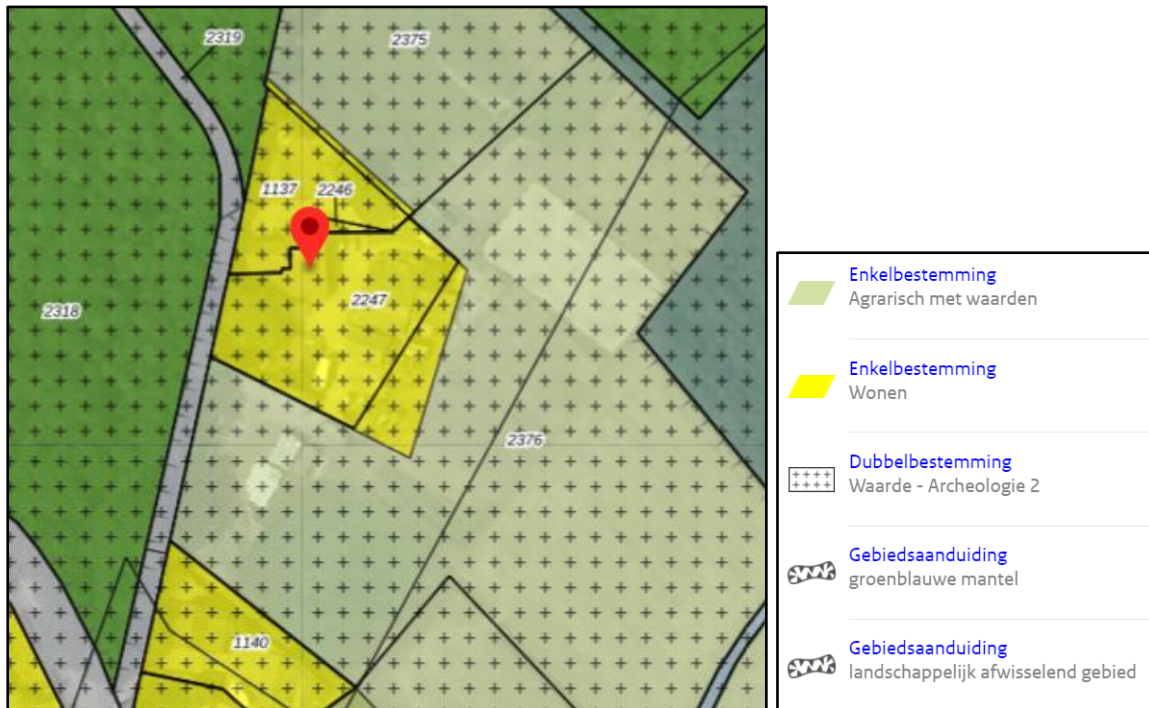 2319
2375
1137
2246
2247
2318
2376
1140
Enkelbestemming
Agrarisch met waarden
Enkelbestemming
Wonen
Dubbelbestemming
Waarde - Archeologie 2
Gebiedsaanduiding
groenblauwe mantel
Gebiedsaanduiding
landschappelijk afwisselend gebied